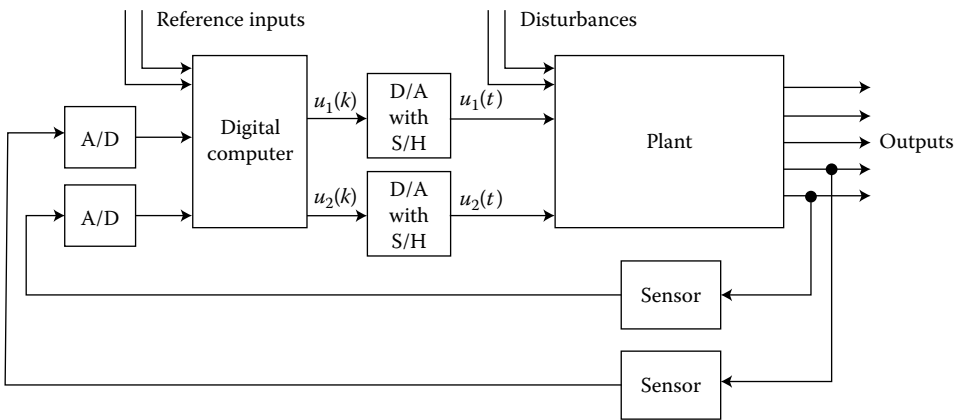 Reference inputs
Disturbances
A/D
A/D
Digital
computer
u1(k)
D/A
with
S/H
u1(t)
u2(k)
D/A
with
S/H
u2(t)
Plant
Outputs
Sensor
Sensor